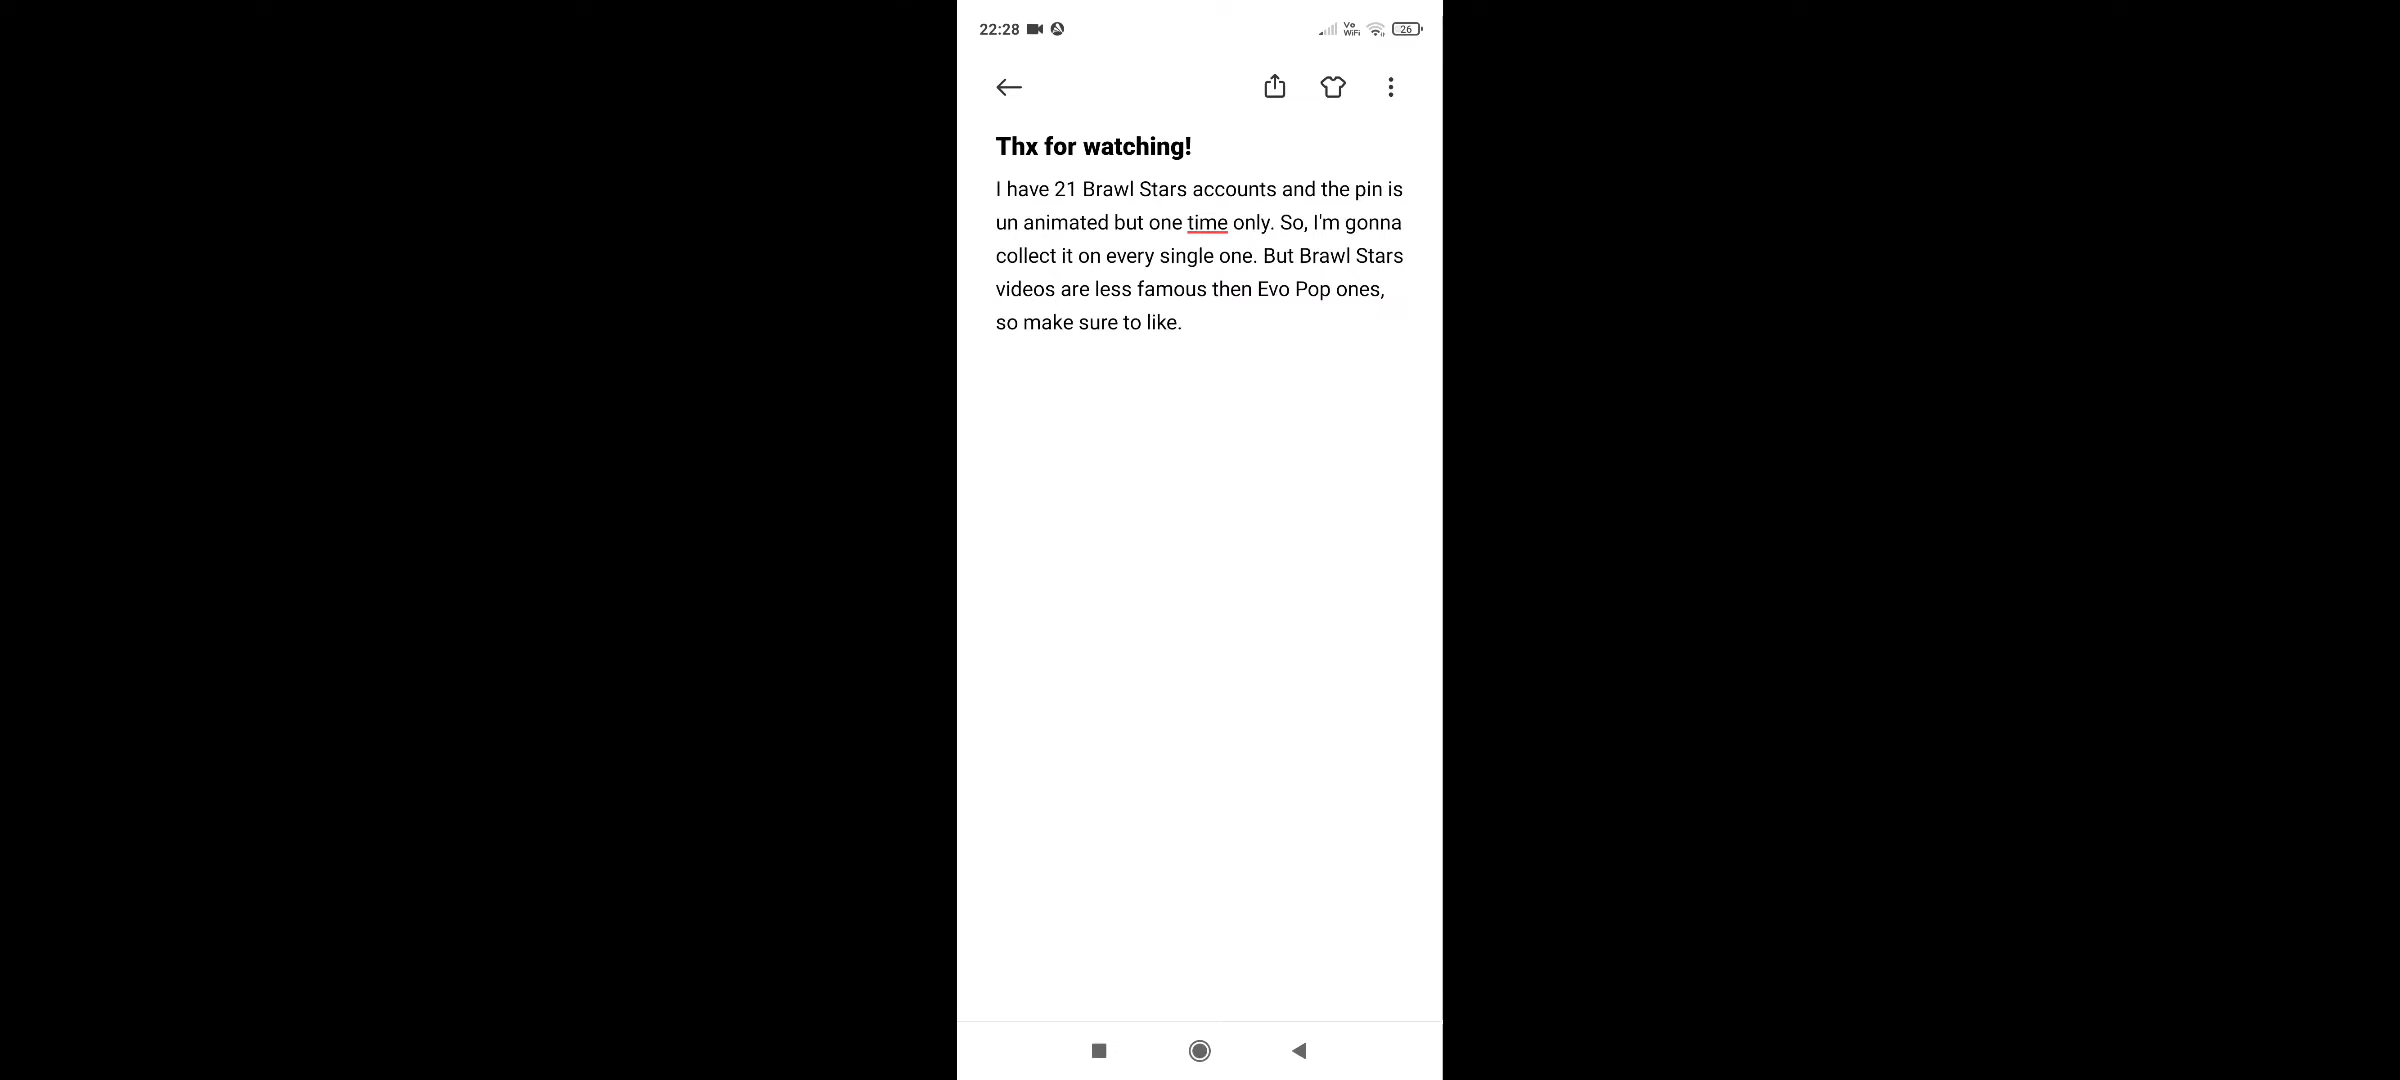 22:28 Vo WiFi 26
Thx for watching!
I have 21 Brawl Stars accounts and the pin is
un animated but one time only. So, I'm gonna
collect it on every single one. But Brawl Stars
videos are less famous then Evo Pop ones,
so make sure to like.